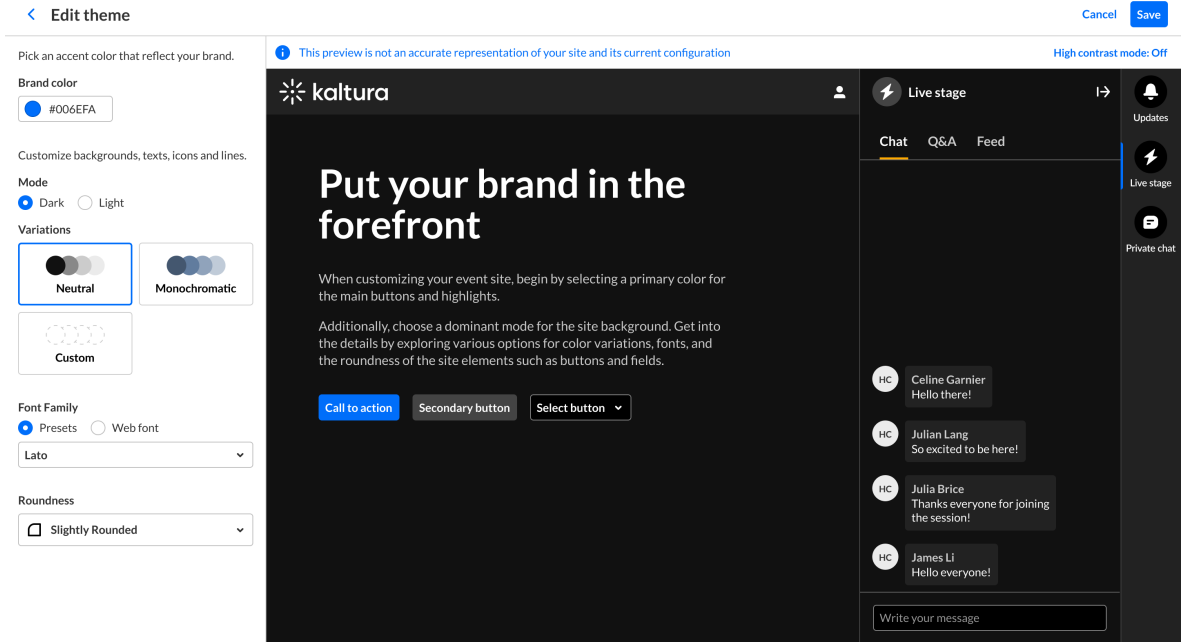 Edit theme
Cancel
Save
Pick an accent color that reflect your brand.
Brand color
#006EFA
Customize backgrounds, texts, icons and lines.
Mode
Dark
Light
Variations
Neutral
Monochromatic
Custom
Font Family
Presets
Web font
Lato
Roundness
Slightly Rounded
This preview is not an accurate representation of your site and its current configuration
High contrast mode: Off
kaltura
Put your brand in the
forefront
When customizing your event site, begin by selecting a primary color for
the main buttons and highlights.
Additionally, choose a dominant mode for the site background. Get into
the details by exploring various options for color variations, fonts, and
the roundness of the site elements such as buttons and fields.
Call to action
Secondary button
Select button
Live stage
Chat
Q&A
Feed
HC
Celine Garnier
Hello there!
HC
Julian Lang
So excited to be here!
HC
Julia Brice
Thanks everyone for joining
the session!
HC
James Li
Hello everyone!
Write your message
Updates
Live stage
Private chat